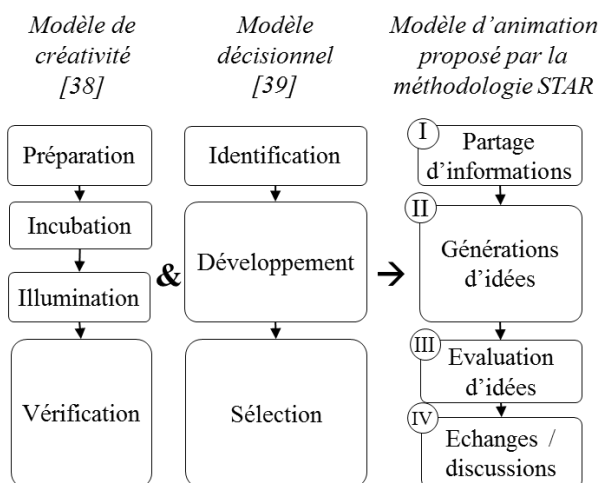 Modèle de
créativité
[38]
Modèle
décisionnel
[39]
Modèle d'animation
proposé par la
méthodologie STAR
Préparation
Incubation
Illumination
Vérification
&
Identification
Développement
Sélection
→
I
Partage
d'informations
II
Générations
d'idées
III
Evaluation
d'idées
IV
Echanges /
discussions